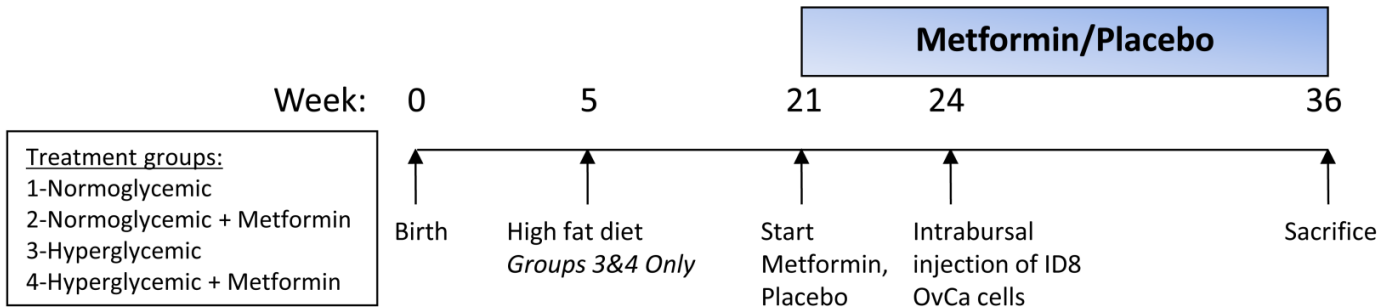 Metformin/Placebo
Week: 0 5 21 24 36
Treatment groups:
1-Normoglycemic
2-Normoglycemic + Metformin
3-Hyperglycemic
4-Hyperglycemic + Metformin
Birth
High fat diet
Groups 3&4 Only
Start
Metformin,
Placebo
Intrabursal
injection of ID8
OvCa cells
Sacrifice